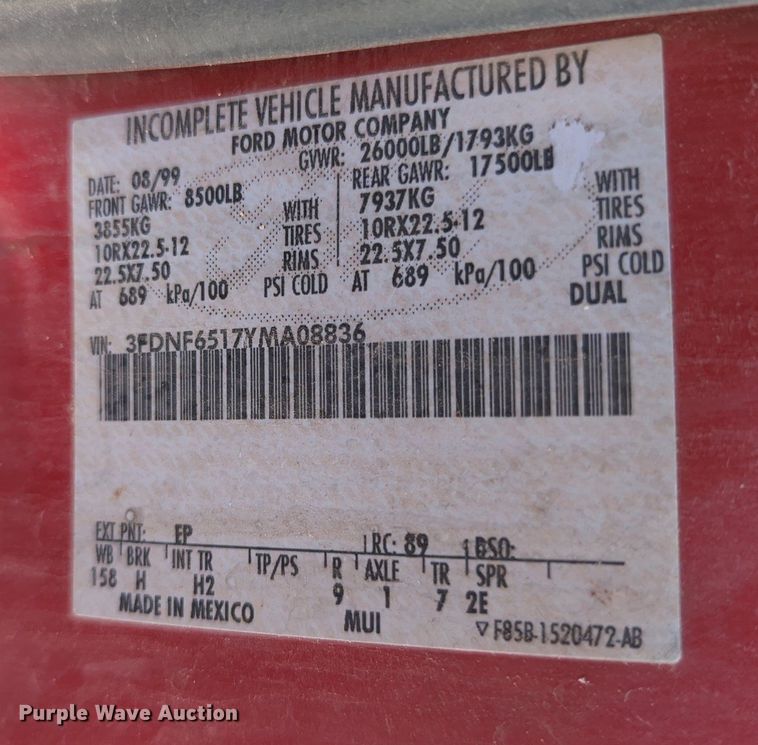 INCOMPLETE VEHICLE MANUFACTURED BY
FORD MOTOR COMPANY
DATE: 08/99 GVWR: 26000LB/1793KG
FRONT GAWR: 8500LB REAR GAWR: 17500LB
3855KG WITH 7937KG WITH
10RX22.5-12 TIRES 10RX22.5-12 TIRES
22.5X7.50 RIMS 22.5X7.50 RIMS
AT 689 kPa/100 PSI COLD AT 689 kPa/100 PSI COLD
DUAL
VIN: 3FDNF6517YMA08836
EXT PNT: EP RC: 89 DSO:
WB BRK INT TR TP/PS R AXLE TR SPR
158 H H2 9 1 7 2E
MADE IN MEXICO MUI F85B-1520472-AB
Purple Wave Auction